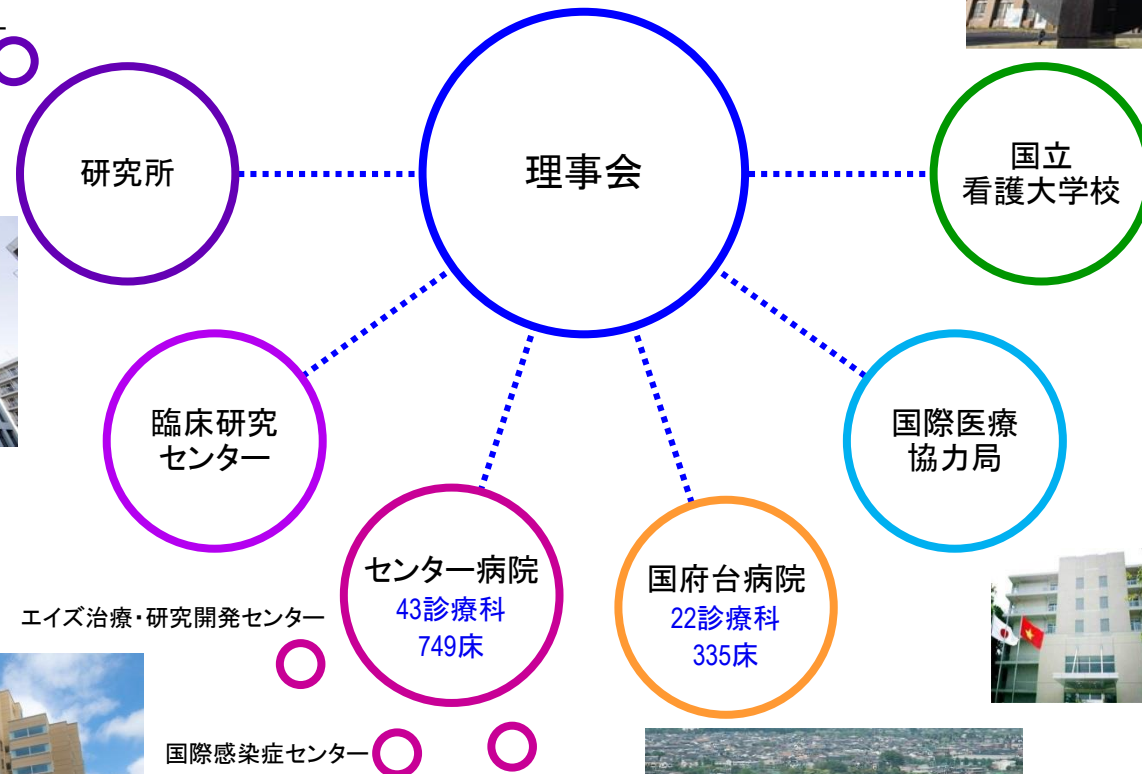 研究所
理事会
国立
看護大学校
臨床研究
センター
国際医療
協力局
センター病院
43診療科
749床
国府台病院
22診療科
335床
エイズ治療・研究開発センター
国際感染症センター